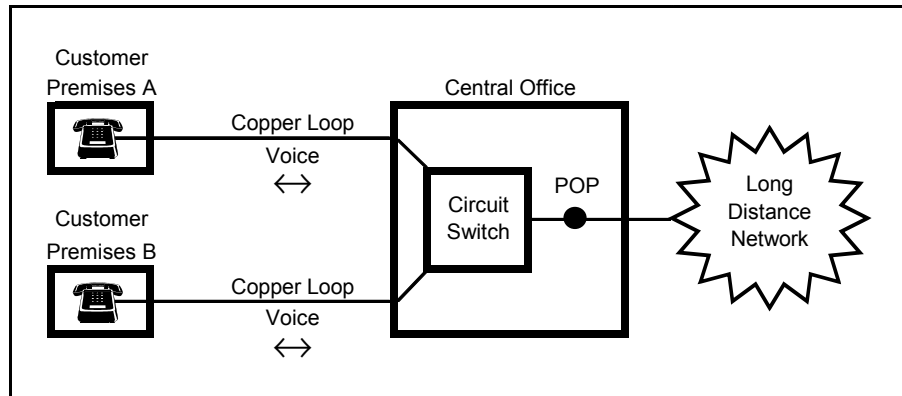 Customer
Premises A
Copper Loop
Voice
Customer
Premises B
Copper Loop
Voice
Central Office
Circuit
Switch
POP
Long
Distance
Network